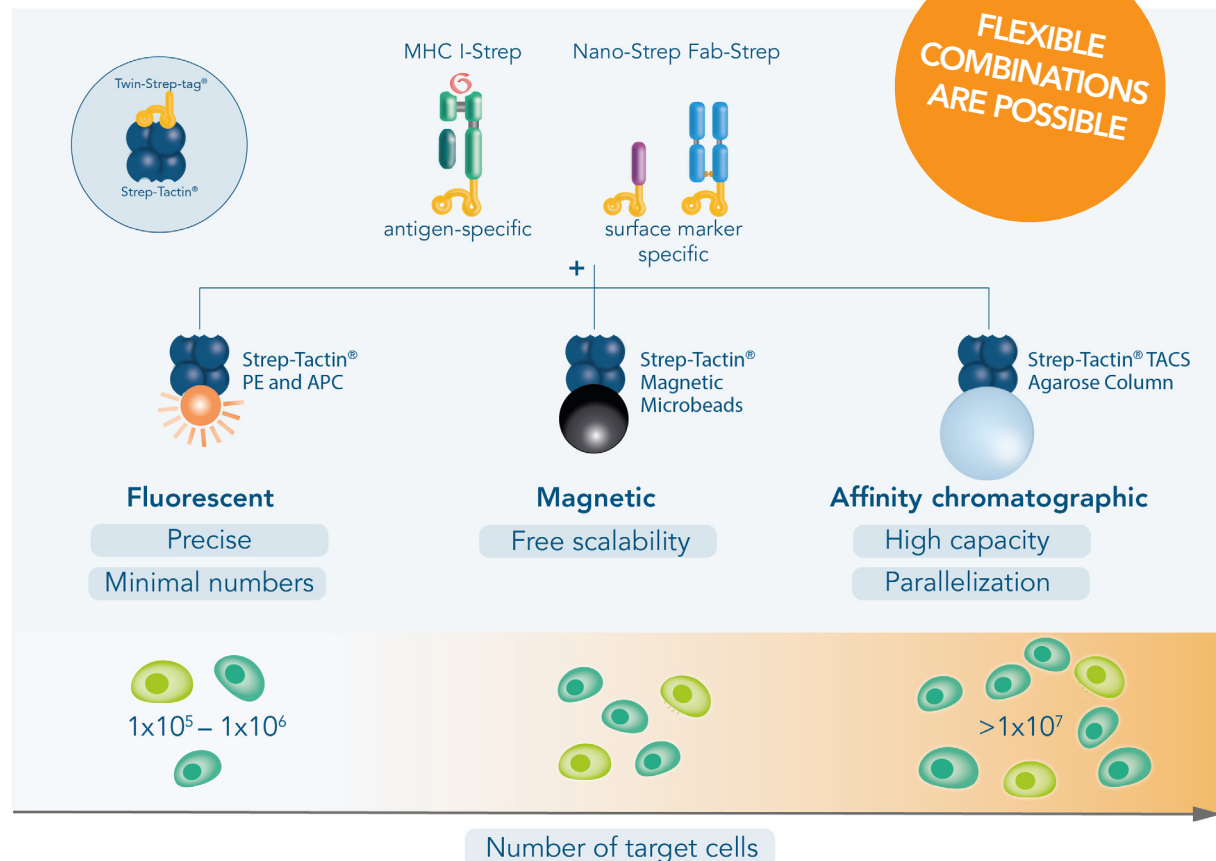 FLEXIBLE
COMBINATIONS
ARE POSSIBLE
MHC I-Strep
Nano-Strep Fab-Strep
Twin-Strep-tag®
Strep-Tactin®
antigen-specific
surface marker
specific
+
Strep-Tactin®
PE and APC
Strep-Tactin®
Magnetic
Microbeads
Strep-Tactin® TACS
Agarose Column
Fluorescent
Precise
Minimal numbers
Magnetic
Free scalability
Affinity chromatographic
High capacity
Parallelization
1x10⁵ – 1x10⁶
>1x10⁷
Number of target cells